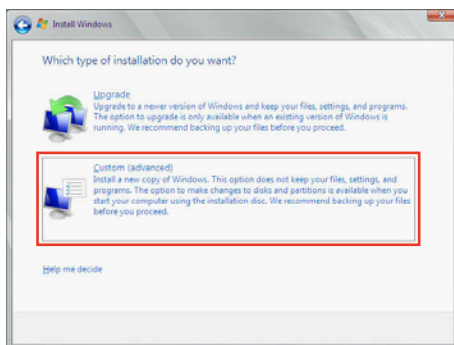 Install Windows
Which type of installation do you want?
Upgrade
Upgrade to a newer version of Windows and keep your files, settings, and programs.
The option to upgrade is only available when an existing version of Windows is
running. We recommend backing up your files before you proceed.
Custom (advanced)
Install a new copy of Windows. This option does not keep your files, settings, and
programs. The option to make changes to disks and partitions is available when you
start your computer using the installation disc. We recommend backing up your files
before you proceed.
Help me decide